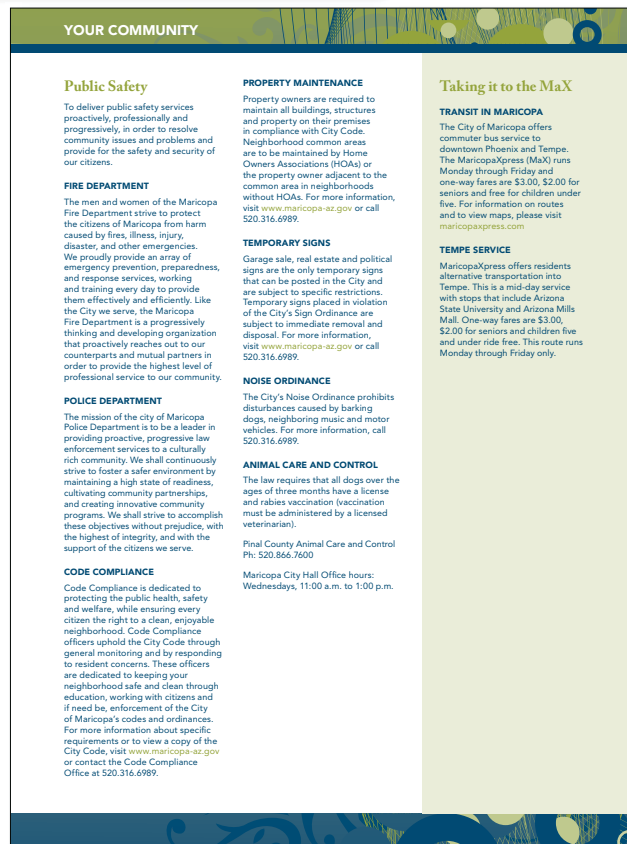 YOUR COMMUNITY
Public Safety
To deliver public safety services
proactively, professionally and
progressively, in order to resolve
community issues and problems and
provide for the safety and security of
our citizens.
FIRE DEPARTMENT
The men and women of the Maricopa
Fire Department strive to protect
the citizens of Maricopa from harm
caused by fires, illness, injury,
disaster, and other emergencies.
We proudly provide an array of
emergency prevention, preparedness,
and response services, working
and training every day to provide
them effectively and efficiently. Like
the City we serve, the Maricopa
Fire Department is a progressively
thinking and developing organization
that proactively reaches out to our
counterparts and mutual partners in
order to provide the highest level of
professional service to our community.
POLICE DEPARTMENT
The mission of the city of Maricopa
Police Department is to be a leader in
providing proactive, progressive law
enforcement services to a culturally
rich community. We shall continuously
strive to foster a safer environment by
maintaining a high state of readiness,
cultivating community partnerships,
and creating innovative community
programs. We shall strive to accomplish
these objectives without prejudice, with
the highest of integrity, and with the
support of the citizens we serve.
CODE COMPLIANCE
Code Compliance is dedicated to
protecting the public health, safety
and welfare, while ensuring every
citizen the right to a clean, enjoyable
neighborhood. Code Compliance
officers uphold the City Code through
general monitoring and by responding
to resident concerns. These officers
are dedicated to keeping your
neighborhood safe and clean through
education, working with citizens and
if need be, enforcement of the City
of Maricopa's codes and ordinances.
For more information about specific
requirements or to view a copy of the
City Code, visit www.maricopa-az.gov
or contact the Code Compliance
Office at 520.316.6989.
PROPERTY MAINTENANCE
Property owners are required to
maintain all buildings, structures
and property on their premises
in compliance with City Code.
Neighborhood common areas
are to be maintained by Home
Owners Associations (HOAs) or
the property owner adjacent to the
common area in neighborhoods
without HOAs. For more information,
visit www.maricopa-az.gov or call
520.316.6989.
TEMPORARY SIGNS
Garage sale, real estate and political
signs are the only temporary signs
that can be posted in the City and
are subject to specific restrictions.
Temporary signs placed in violation
of the City's Sign Ordinance are
subject to immediate removal and
disposal. For more information,
visit www.maricopa-az.gov or call
520.316.6989.
NOISE ORDINANCE
The City's Noise Ordinance prohibits
disturbances caused by barking
dogs, neighboring music and motor
vehicles. For more information, call
520.316.6989.
ANIMAL CARE AND CONTROL
The law requires that all dogs over the
ages of three months have a license
and rabies vaccination (vaccination
must be administered by a licensed
veterinarian).
Pinal County Animal Care and Control
Ph: 520.866.7600
Maricopa City Hall Office hours:
Wednesdays, 11:00 a.m. to 1:00 p.m.
Taking it to the MaX
TRANSIT IN MARICOPA
The City of Maricopa offers
commuter bus service to
downtown Phoenix and Tempe.
The MaricopaXpress (MaX) runs
Monday through Friday and
one-way fares are $3.00, $2.00 for
seniors and free for children under
five. For information on routes
and to view maps, please visit
maricopaxpress.com
TEMPE SERVICE
MaricopaXpress offers residents
alternative transportation into
Tempe. This is a mid-day service
with stops that include Arizona
State University and Arizona Mills
Mall. One-way fares are $3.00,
$2.00 for seniors and children five
and under ride free. This route runs
Monday through Friday only.